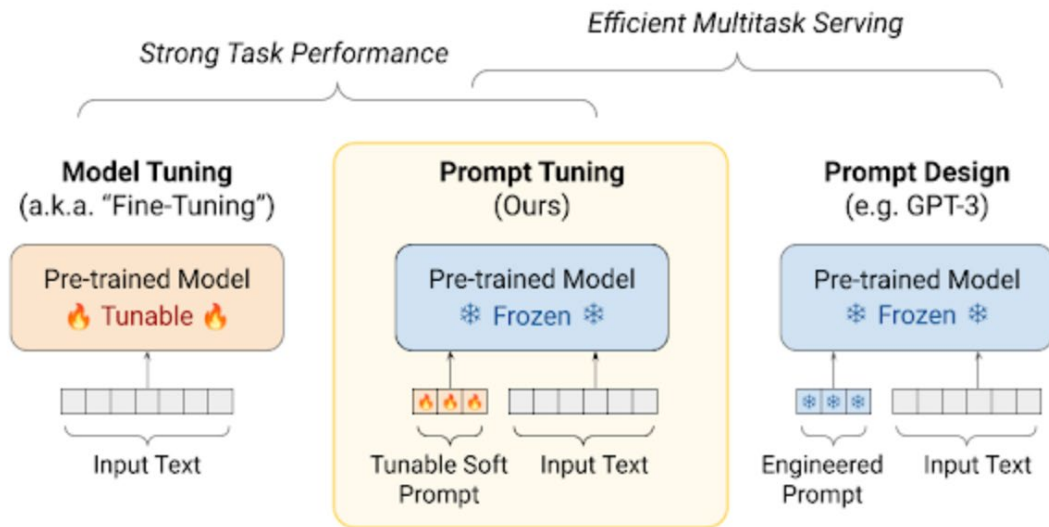 Efficient Multitask Serving
Strong Task Performance
Model Tuning
(a.k.a. “Fine-Tuning”)
Pre-trained Model
Tunable
Input Text
Prompt Tuning
(Ours)
Pre-trained Model
Frozen
Tunable Soft
Prompt
Input Text
Prompt Design
(e.g. GPT-3)
Pre-trained Model
Frozen
Engineered
Prompt
Input Text